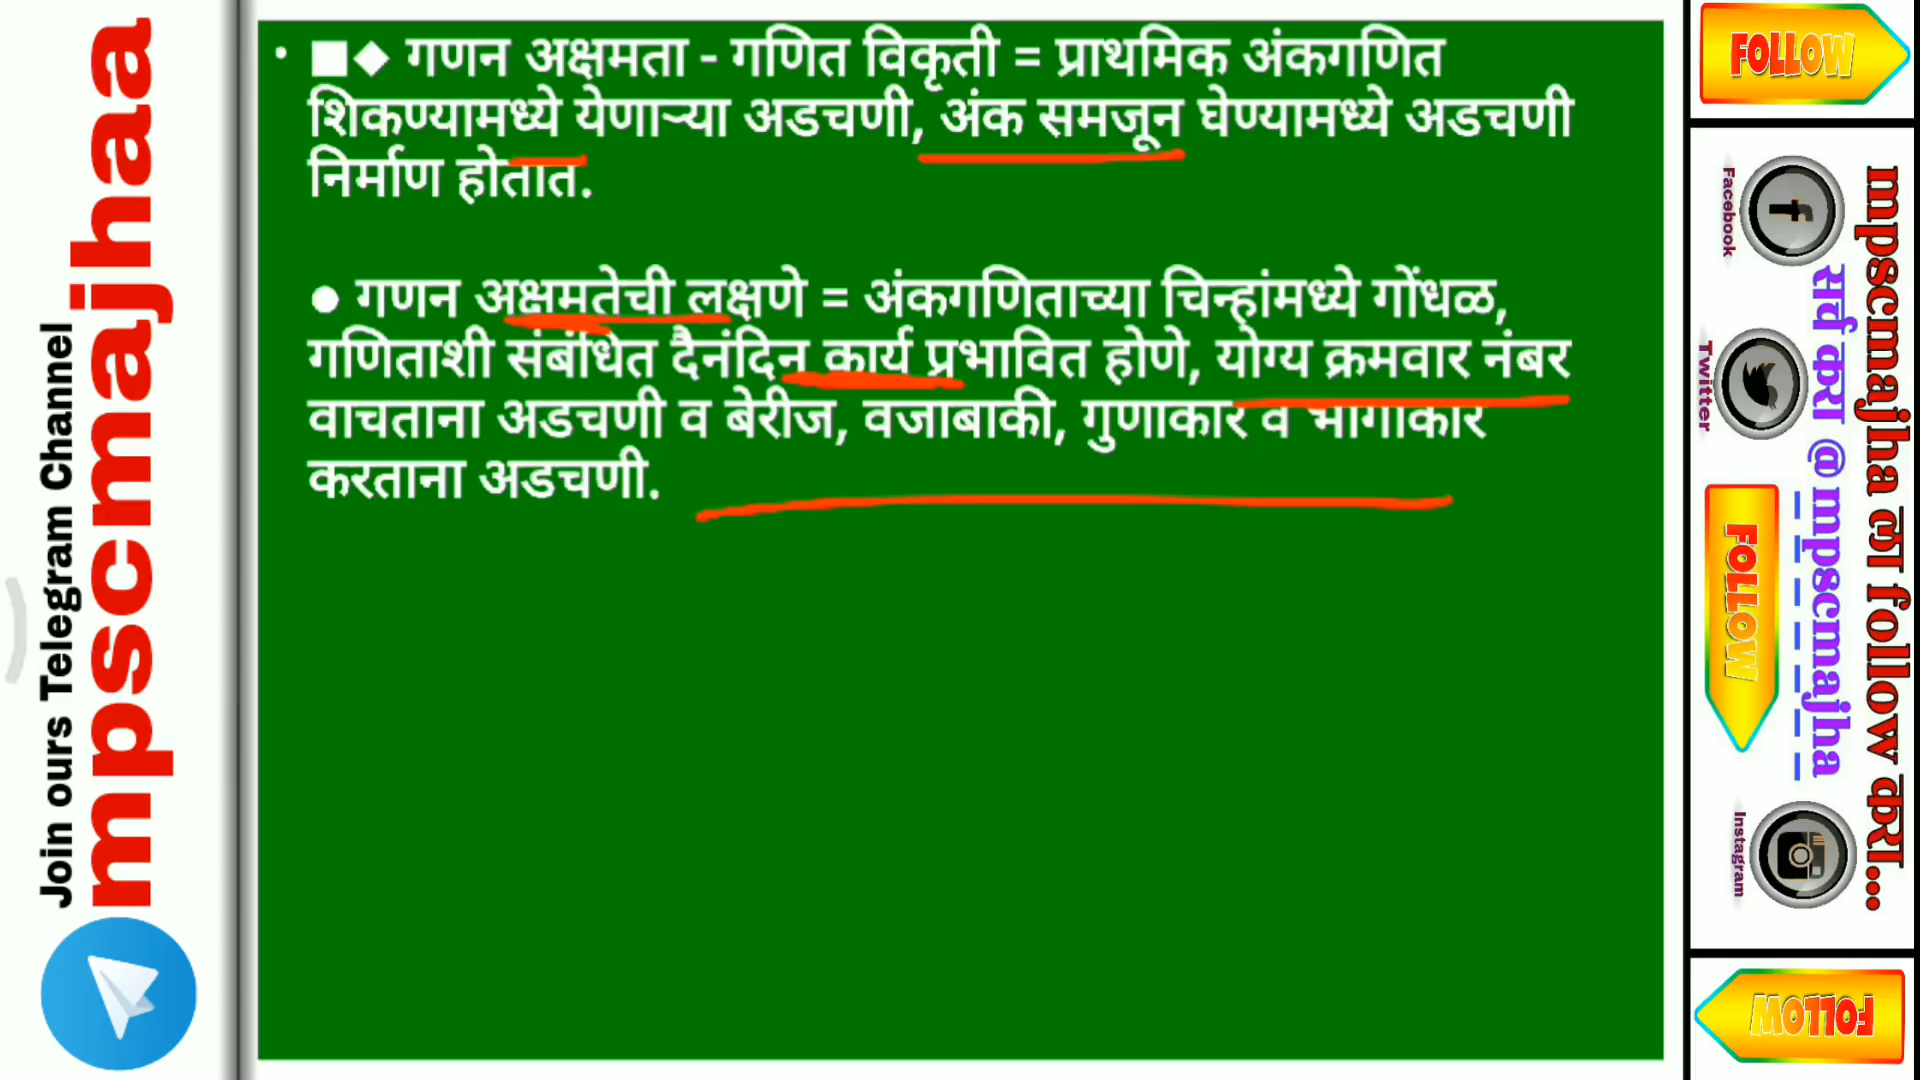 • ■◆ गणन अक्षमता - गणित विकृती = प्राथमिक अंकगणित
शिकण्यामध्ये येणाऱ्या अडचणी, अंक समजून घेण्यामध्ये अडचणी
निर्माण होतात.
● गणन अक्षमतेची लक्षणे = अंकगणिताच्या चिन्हांमध्ये गोंधळ,
गणिताशी संबंधित दैनंदिन कार्य प्रभावित होणे, योग्य क्रमवार नंबर
वाचताना अडचणी व बेरीज, वजाबाकी, गुणाकार व भागाकार
करताना अडचणी.
Join ours Telegram Channel
mpscmajhaa
FOLLOW
mpscmajha ला follow करा...
सर्च करा @mpscmajha
Facebook
Twitter
Instagram
FOLLOW
FOLLOW